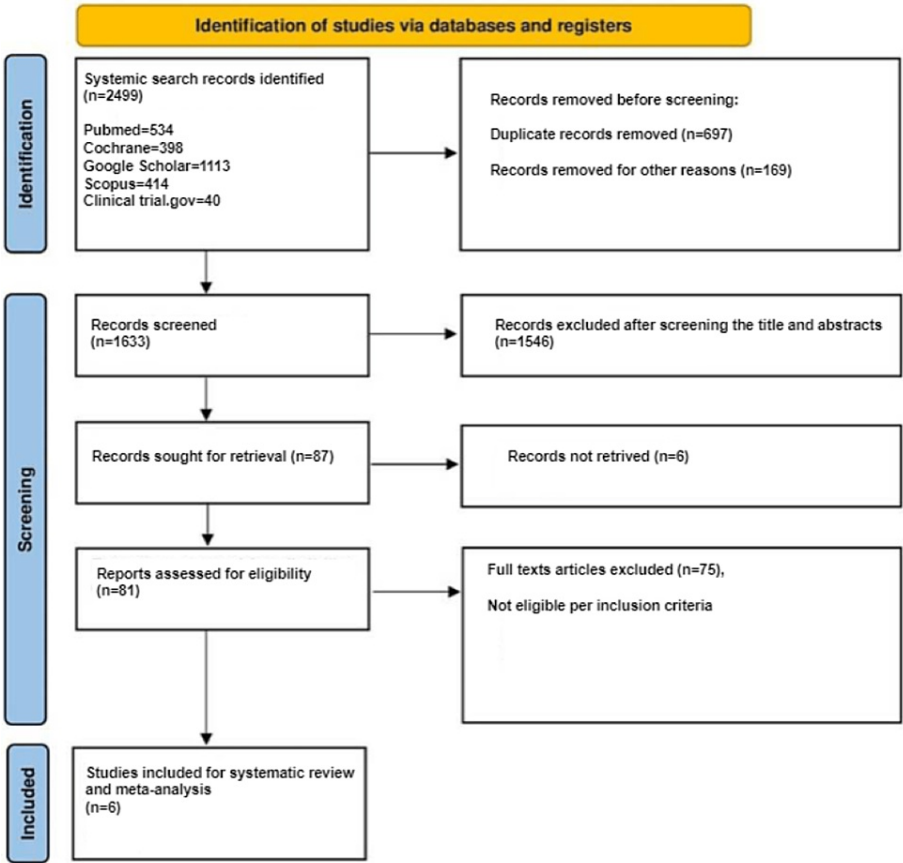 Identification of studies via databases and registers
Identification
Systemic search records identified
(n=2499)
Pubmed=534
Cochrane=398
Google Scholar=1113
Scopus=414
Clinical trial.gov=40
Records removed before screening:
Duplicate records removed (n=697)
Records removed for other reasons (n=169)
Screening
Records screened
(n=1633)
Records excluded after screening the title and abstracts
(n=1546)
Records sought for retrieval (n=87)
Records not retrived (n=6)
Reports assessed for eligibility
(n=81)
Full texts articles excluded (n=75),
Not eligible per inclusion criteria
Included
Studies included for systematic review
and meta-analysis
(n=6)